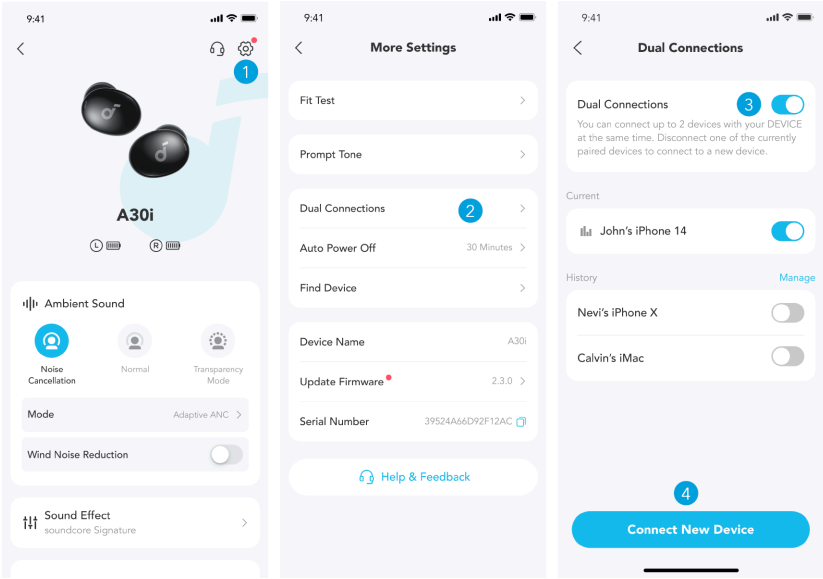 9:41
1
A30i
L
R
Ambient Sound
Noise
Cancellation
Normal
Transparency
Mode
Mode
Adaptive ANC
Wind Noise Reduction
Sound Effect
soundcore Signature
9:41
More Settings
Fit Test
Prompt Tone
Dual Connections
2
Auto Power Off
30 Minutes
Find Device
Device Name
A30i
Update Firmware
2.3.0
Serial Number
39524A66D92F12AC
Help & Feedback
9:41
Dual Connections
Dual Connections
3
You can connect up to 2 devices with your DEVICE
at the same time. Disconnect one of the currently
paired devices to connect to a new device.
Current
John's iPhone 14
History
Manage
Nevi's iPhone X
Calvin's iMac
4
Connect New Device